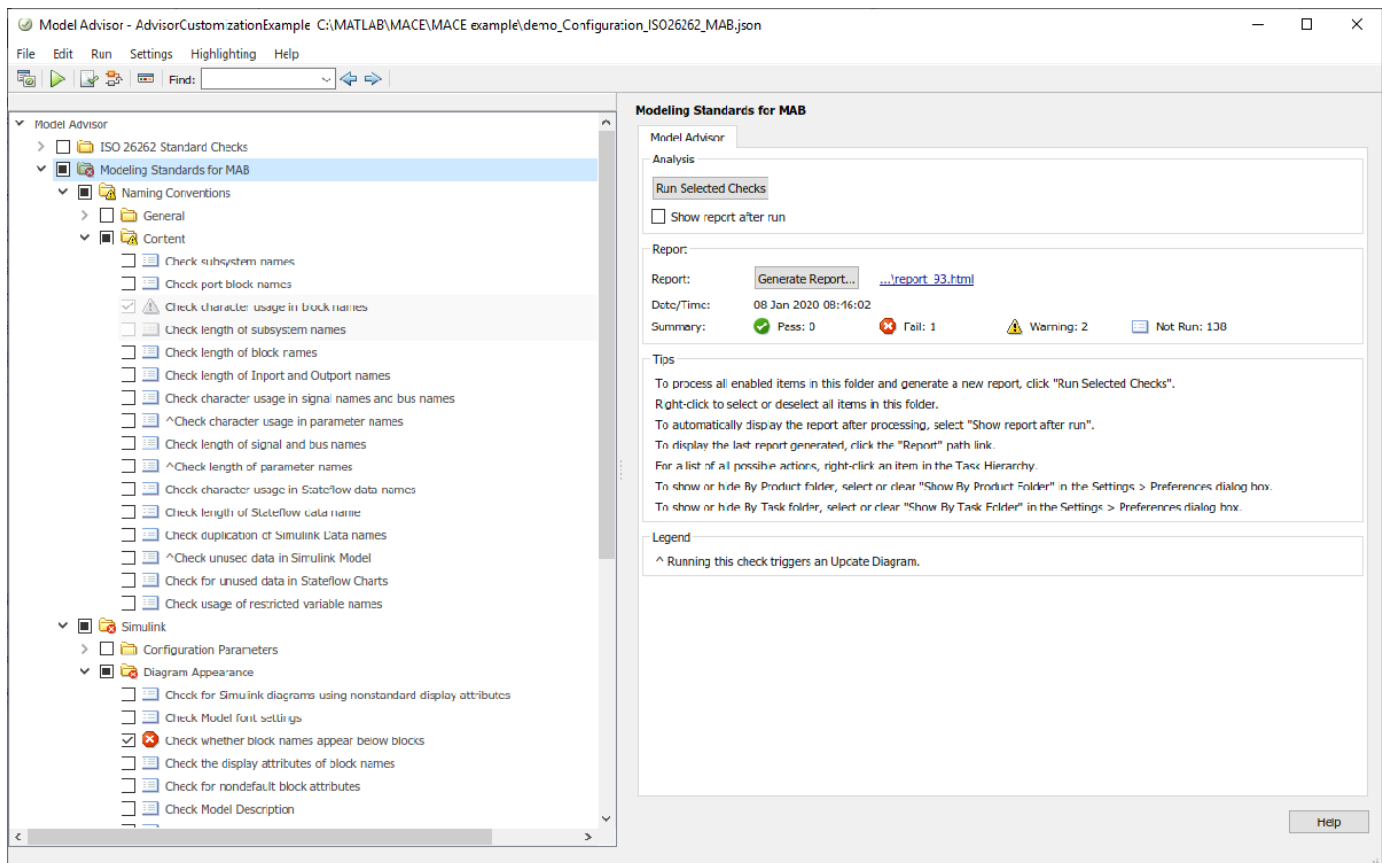 Model Advisor - AdvisorCustomizationExample C:\MATLAB\MACE\MACE example\demo_Configuration_ISO26262_MAB.json
File Edit Run Settings Highlighting Help
Find:
Model Advisor
ISO 26262 Standard Checks
Modeling Standards for MAB
Naming Conventions
General
Content
Check subsystem names
Check port block names
Check character usage in block names
Check length of subsystem names
Check length of block names
Check length of Inport and Outport names
Check character usage in signal names and bus names
^Check character usage in parameter names
Check length of signal and bus names
^Check length of parameter names
Check character usage in Stateflow data names
Check length of Stateflow data name
Check duplication of Simulink Data names
^Check unused data in Simulink Model
Check for unused data in Stateflow Charts
Check usage of restricted variable names
Simulink
Configuration Parameters
Diagram Appearance
Check for Simulink diagrams using nonstandard display attributes
Check Model font settings
Check whether block names appear below blocks
Check the display attributes of block names
Check for nondefault block attributes
Check Model Description
Modeling Standards for MAB
Model Advisor
Analysis
Run Selected Checks
Show report after run
Report
Report: Generate Report... ...\report_93.html
Date/Time: 08 Jan 2020 08:46:02
Summary: Pass: 0 Fail: 1 Warning: 2 Not Run: 138
Tips
To process all enabled items in this folder and generate a new report, click "Run Selected Checks".
Right-click to select or deselect all items in this folder.
To automatically display the report after processing, select "Show report after run".
To display the last report generated, click the "Report" path link.
For a list of all possible actions, right-click an item in the Task Hierarchy.
To show or hide By Product folder, select or clear "Show By Product Folder" in the Settings > Preferences dialog box.
To show or hide By Task folder, select or clear "Show By Task Folder" in the Settings > Preferences dialog box.
Legend
^ Running this check triggers an Update Diagram.
Help